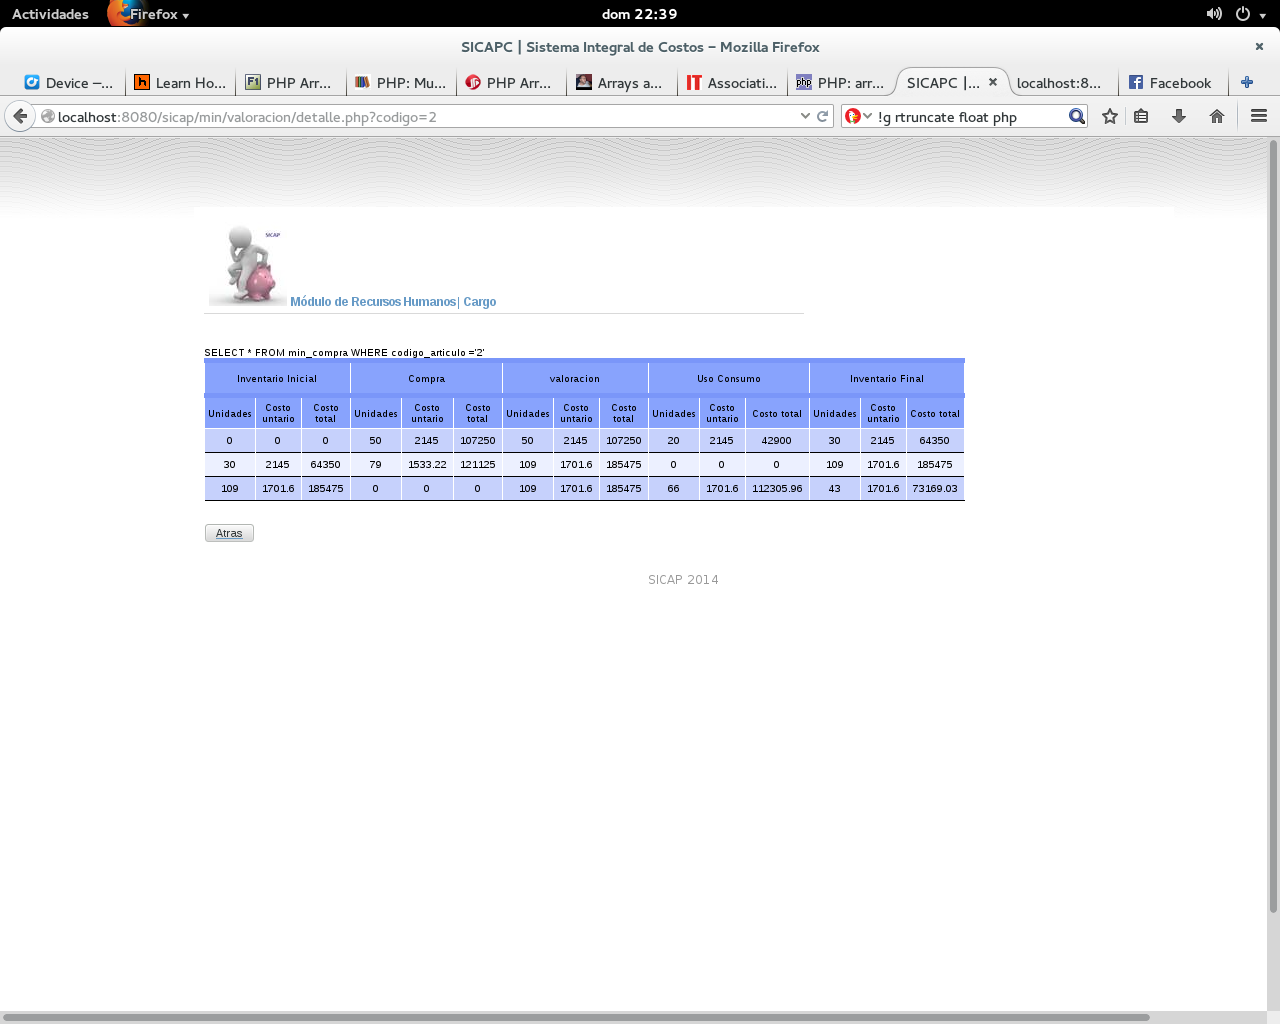 Actividades Firefox dom 22:39
SICAPC | Sistema Integral de Costos – Mozilla Firefox
Device –... Learn Ho... PHP Arr... PHP: Mu... PHP Arr... Arrays a... Associati... PHP: arr... SICAPC |... localhost:8... Facebook
localhost:8080/sicap/min/valoracion/detalle.php?codigo=2 !g rtruncate float php
SICAP
Módulo de Recursos Humanos| Cargo
SELECT * FROM min_compra WHERE codigo_articulo ='2'
Inventario Inicial Compra valoracion Uso Consumo Inventario Final
Unidades Costo untario Costo total Unidades Costo untario Costo total Unidades Costo untario Costo total Unidades Costo untario Costo total Unidades Costo untario Costo total
0 0 0 50 2145 107250 50 2145 107250 20 2145 42900 30 2145 64350
30 2145 64350 79 1533.22 121125 109 1701.6 185475 0 0 0 109 1701.6 185475
109 1701.6 185475 0 0 0 109 1701.6 185475 66 1701.6 112305.96 43 1701.6 73169.03
Atras
SICAP 2014